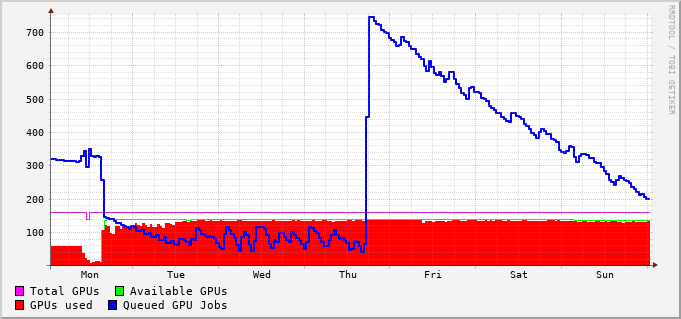 700
600
500
400
300
200
100
Mon Tue Wed Thu Fri Sat Sun
Total GPUs Available GPUs
GPUs used Queued GPU Jobs
RRDTOOL / TOBI OETIKER